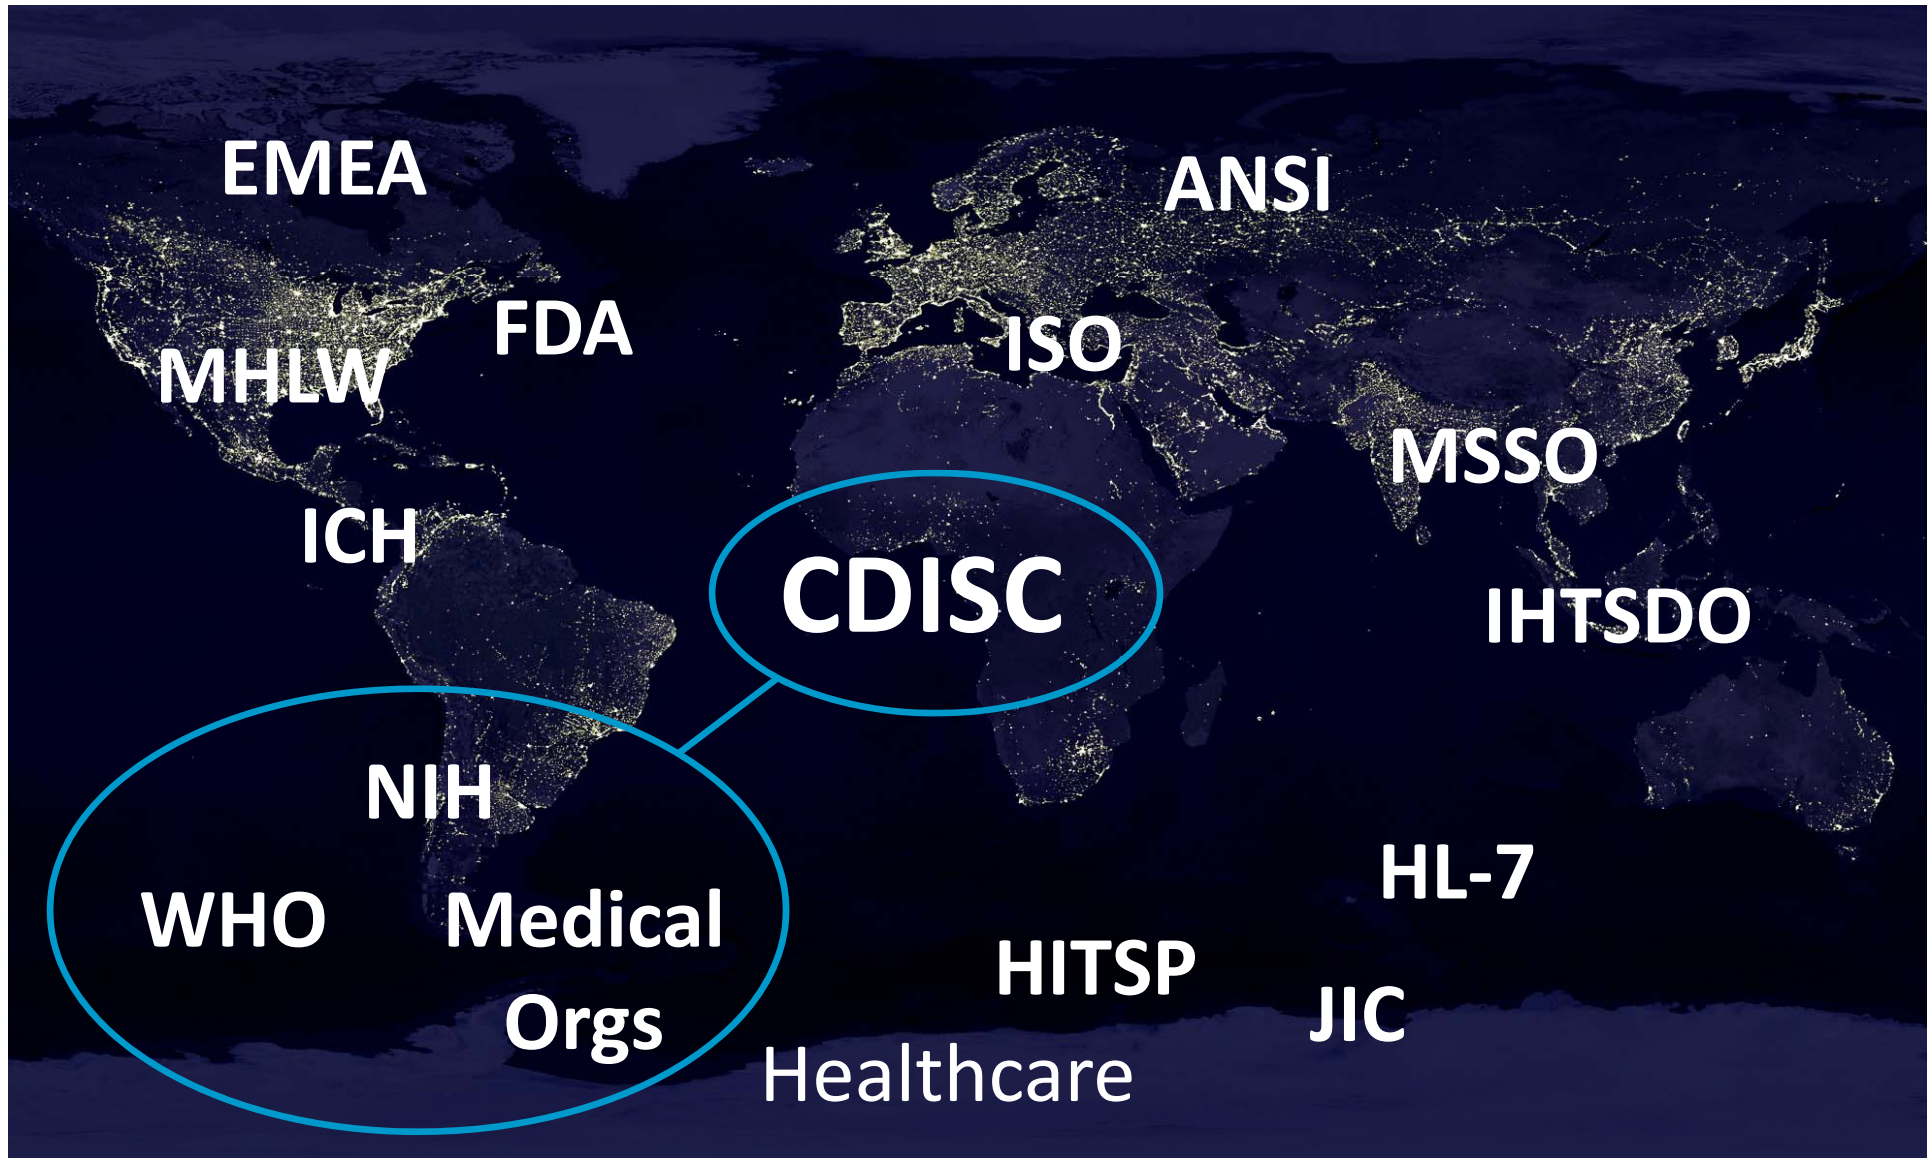 EMEA
ANSI
FDA
ISO
MHLW
MSSO
ICH
CDISC
IHTSDO
NIH
HL-7
WHO
Medical
Orgs
HITSP
JIC
Healthcare